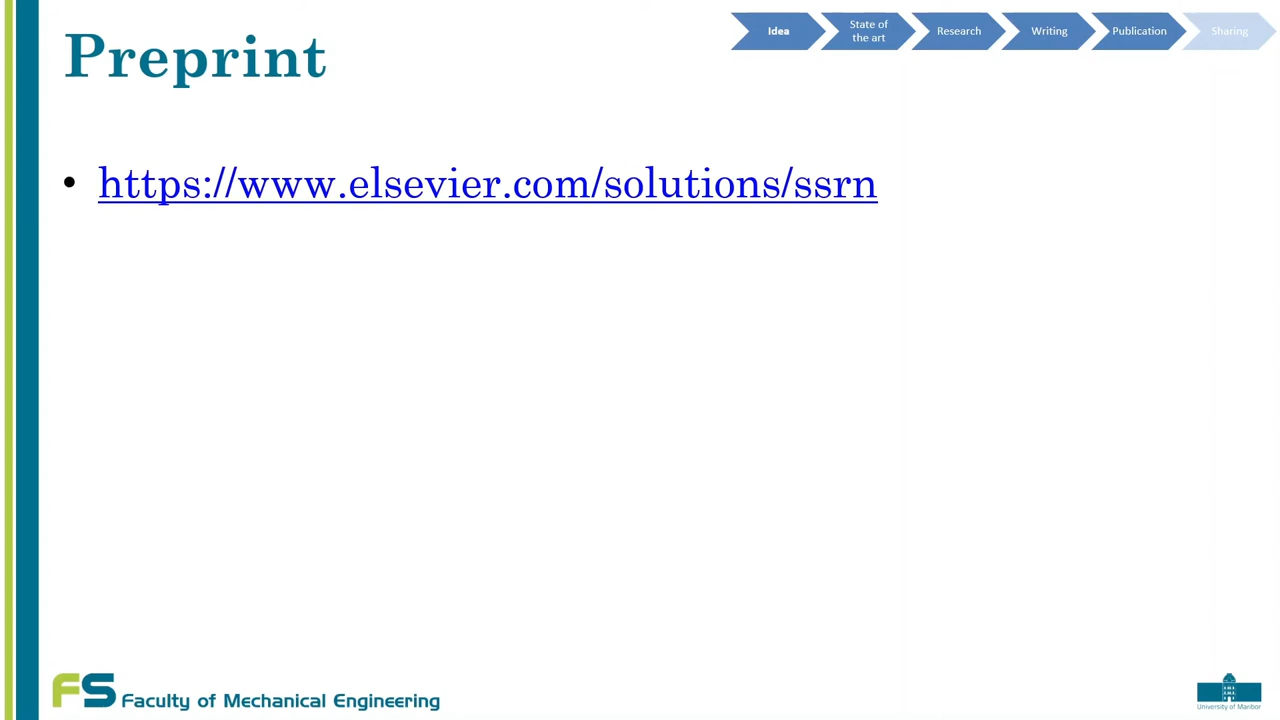 Preprint
Idea
State of
the art
Research
Writing
Publication
Sharing
• https://www.elsevier.com/solutions/ssrn
FS Faculty of Mechanical Engineering
University of Maribor